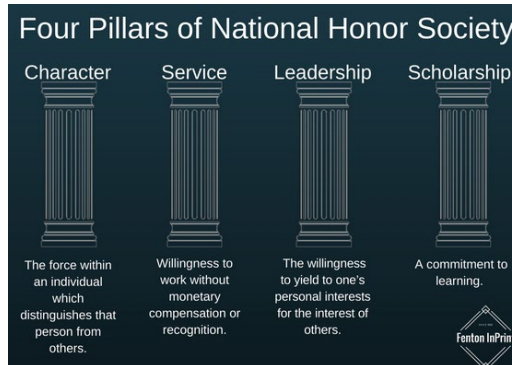 Four Pillars of National Honor Society
Character
Service
Leadership
Scholarship
The force within
an individual
which
distinguishes that
person from
others.
Willingness to
work without
monetary
compensation or
recognition.
The willingness
to yield to one's
personal interests
for the interest of
others.
A commitment to
learning.
Fenton InPrint